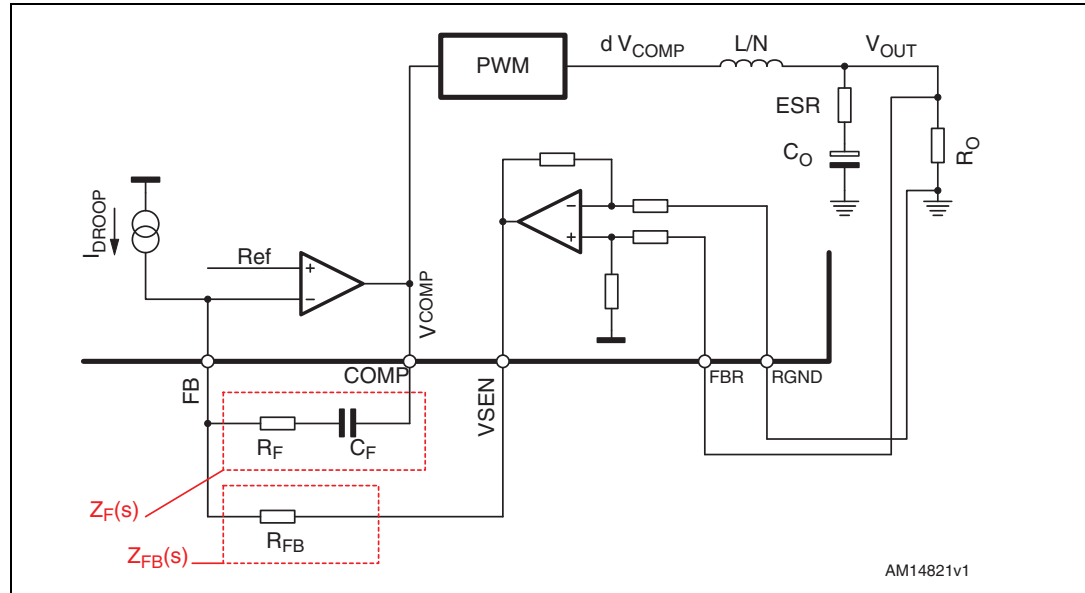 d VCOMP
L/N
VOUT
PWM
ESR
CO
RO
IDROOP
Ref
+
−
−
+
VCOMP
FB
COMP
VSEN
FBR
RGND
RF
CF
ZF(s)
RFB
ZFB(s)
AM14821v1